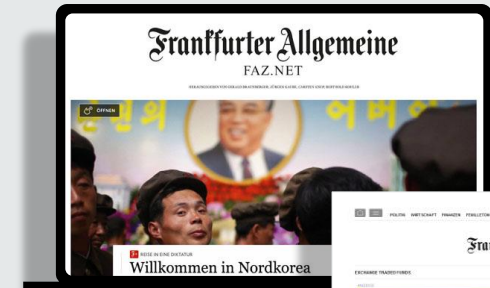 Frankfurter Allgemeine
FAZ.NET
ÖFFNEN
REISE IN EINE DIKTATUR
Willkommen in Nordkorea
POLITIK WIRTSCHAFT FINANZEN FEUILLETON
Fran
EXCHANGE TRADED FUNDS